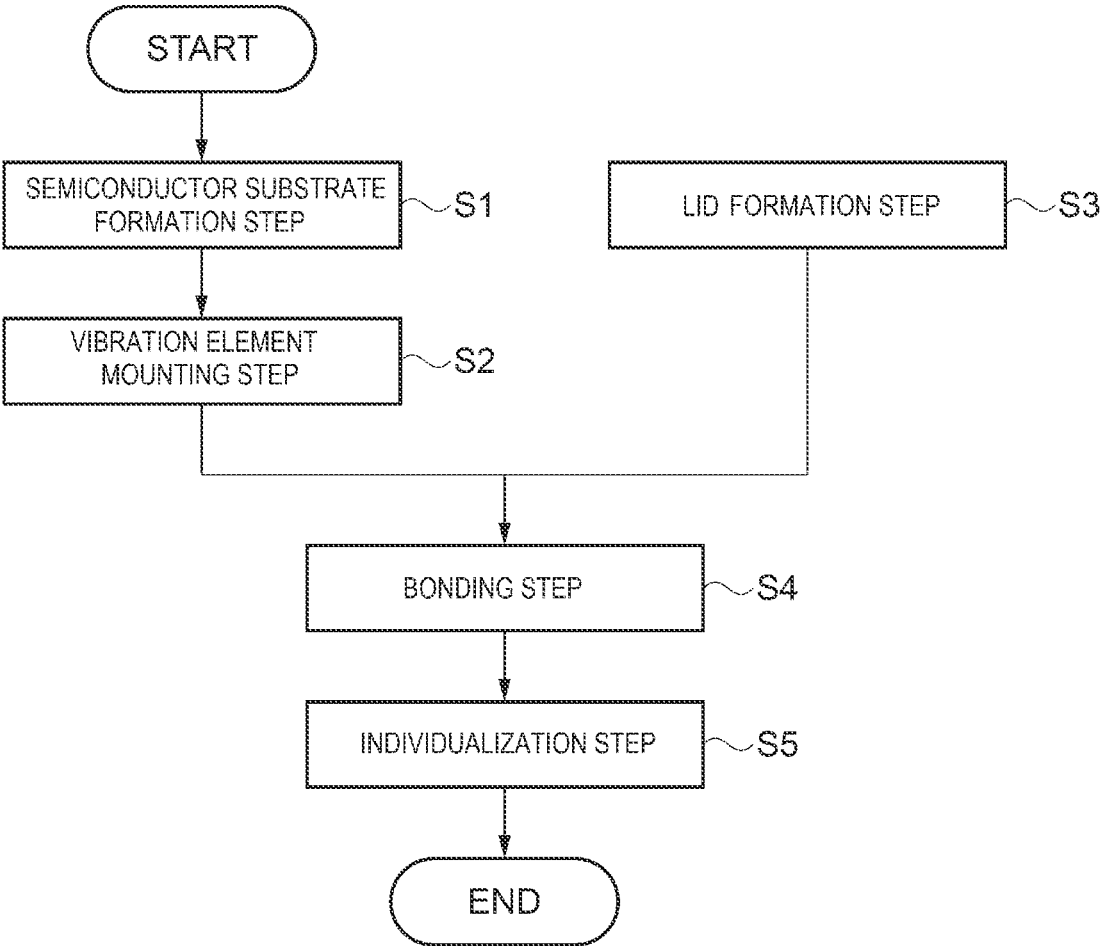 START
SEMICONDUCTOR SUBSTRATE
FORMATION STEP
S1
LID FORMATION STEP
S3
VIBRATION ELEMENT
MOUNTING STEP
S2
BONDING STEP
S4
INDIVIDUALIZATION STEP
S5
END